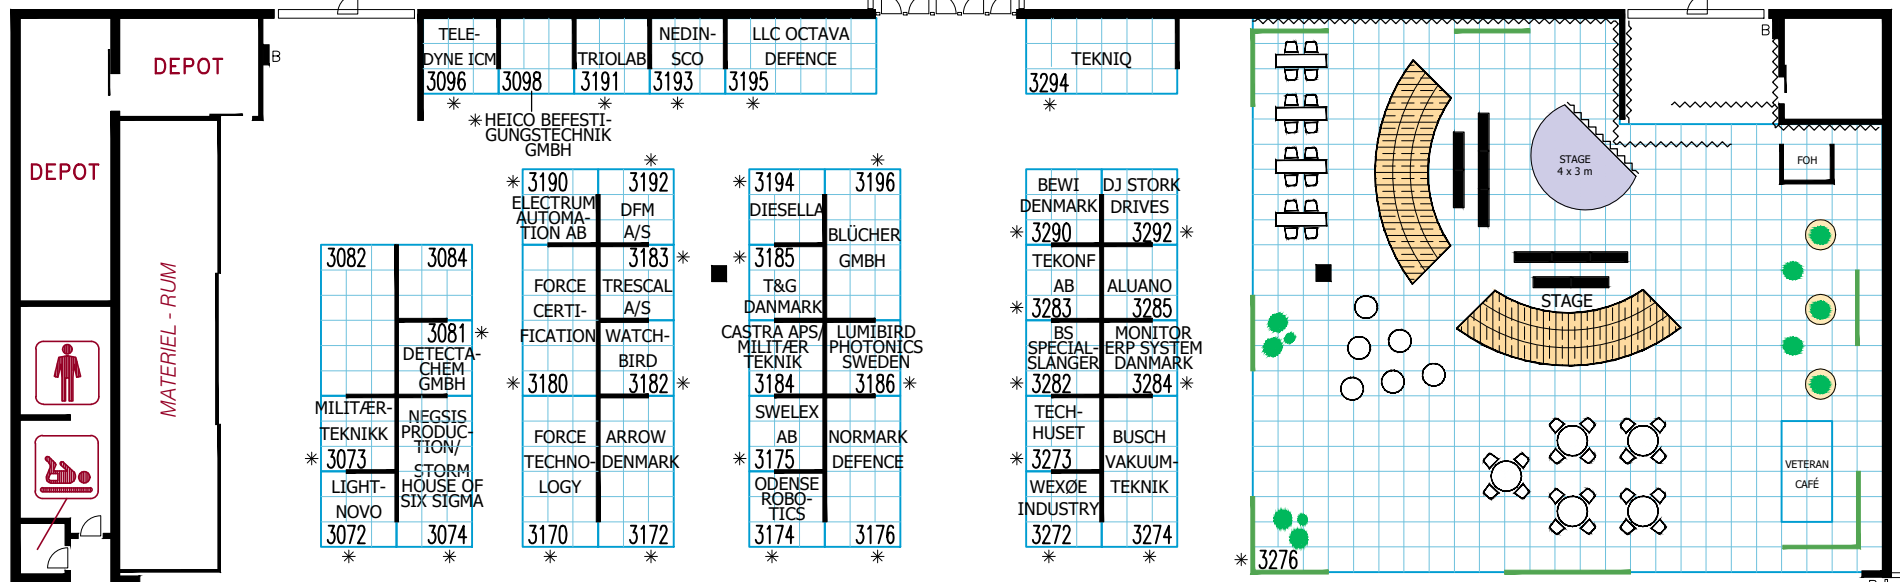 DEPOT
B
DEPOT
MATERIEL - RUM
TELE-
DYNE ICM
3096
3098
HEICO BEFESTI-
GUNGSTECHNIK
GMBH
TRIOLAB
3191
NEDIN-
SCO
3193
LLC OCTAVA
DEFENCE
3195
TEKNIQ
3294
3082
3084
3081
DETECTA-
CHEM
GMBH
MILITÆR-
TEKNIKK
3073
NEGSIS
PRODUC-
TION/
STORM
HOUSE OF
SIX SIGMA
3074
LIGHT-
NOVO
3072
3190
ELECTRUM
AUTOMA-
TION AB
3192
DFM
A/S
3183
TRESCAL
A/S
FORCE
CERTI-
FICATION
3180
WATCH-
BIRD
3182
FORCE
TECHNO-
LOGY
3170
ARROW
DENMARK
3172
3194
DIESELLA
3196
BLÜCHER
GMBH
3185
T&G
DANMARK
CASTRA APS/
MILITÆR
TEKNIK
3184
LUMIBIRD
PHOTONICS
SWEDEN
3186
SWELEX
AB
3175
NORMARK
DEFENCE
3176
ODENSE
ROBO-
TICS
3174
BEWI
DENMARK
3290
DJ STORK
DRIVES
3292
TEKONF
AB
3283
ALUANO
3285
BS
SPECIAL-
SLANGER
3282
MONITOR
ERP SYSTEM
DANMARK
3284
TECH-
HUSET
3273
BUSCH
VAKUUM-
TEKNIK
3274
WEXØE
INDUSTRY
3272
STAGE
4 x 3 m
STAGE
B
FOH
VETERAN
CAFÉ
3276